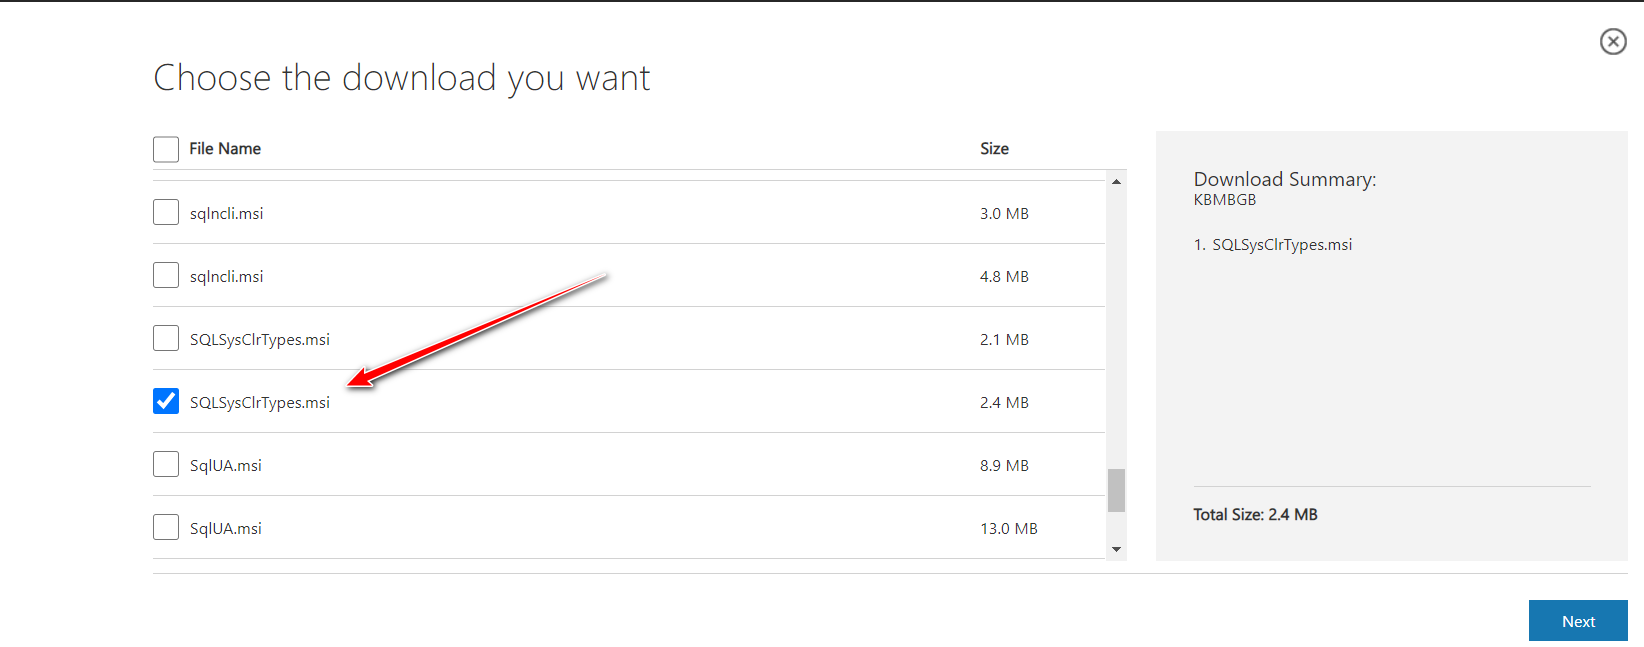 Choose the download you want
File Name Size
sqlncli.msi 3.0 MB
sqlncli.msi 4.8 MB
SQLSysClrTypes.msi 2.1 MB
SQLSysClrTypes.msi 2.4 MB
SqlUA.msi 8.9 MB
SqlUA.msi 13.0 MB
Download Summary:
KBMBGB
1. SQLSysClrTypes.msi
Total Size: 2.4 MB
Next